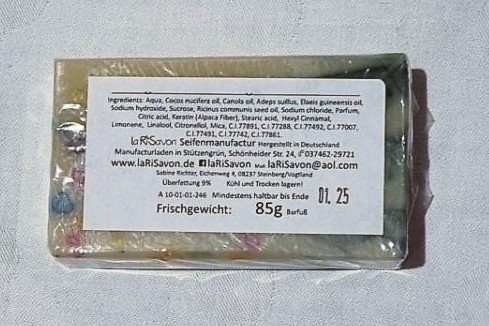 Ingredients: Aqua, Cocos nucifera oil, Canola oil, Adeps suillus, Elaeis guineensis oil,
Sodium hydroxide, Sucrose, Ricinus communis seed oil, Sodium chloride, Parfum,
Citric acid, Keratin (Alpaca Fiber), Stearic acid, Hexyl Cinnamal,
Limonene, Linalool, Citronellol, Mica, C.I.77891, C.I.77288, C.I.77492, C.I.77007,
C.I.77491, C.I.77742, C.I.77861.
laRiSavon Seifenmanufactur Hergestellt in Deutschland
Manufacturladen in Stützengrün, Schönheider Str. 24, 037462-29721
www.laRiSavon.de laRiSavon Mail laRiSavon@aol.com
Sabine Richter, Eichenweg 4, 08237 Steinberg/Vogtland
Überfettung 9% Kühl und Trocken lagern!
A 10-01-01-246 Mindestens haltbar bis Ende 01. 25
Frischgewicht: 85g Barfuß